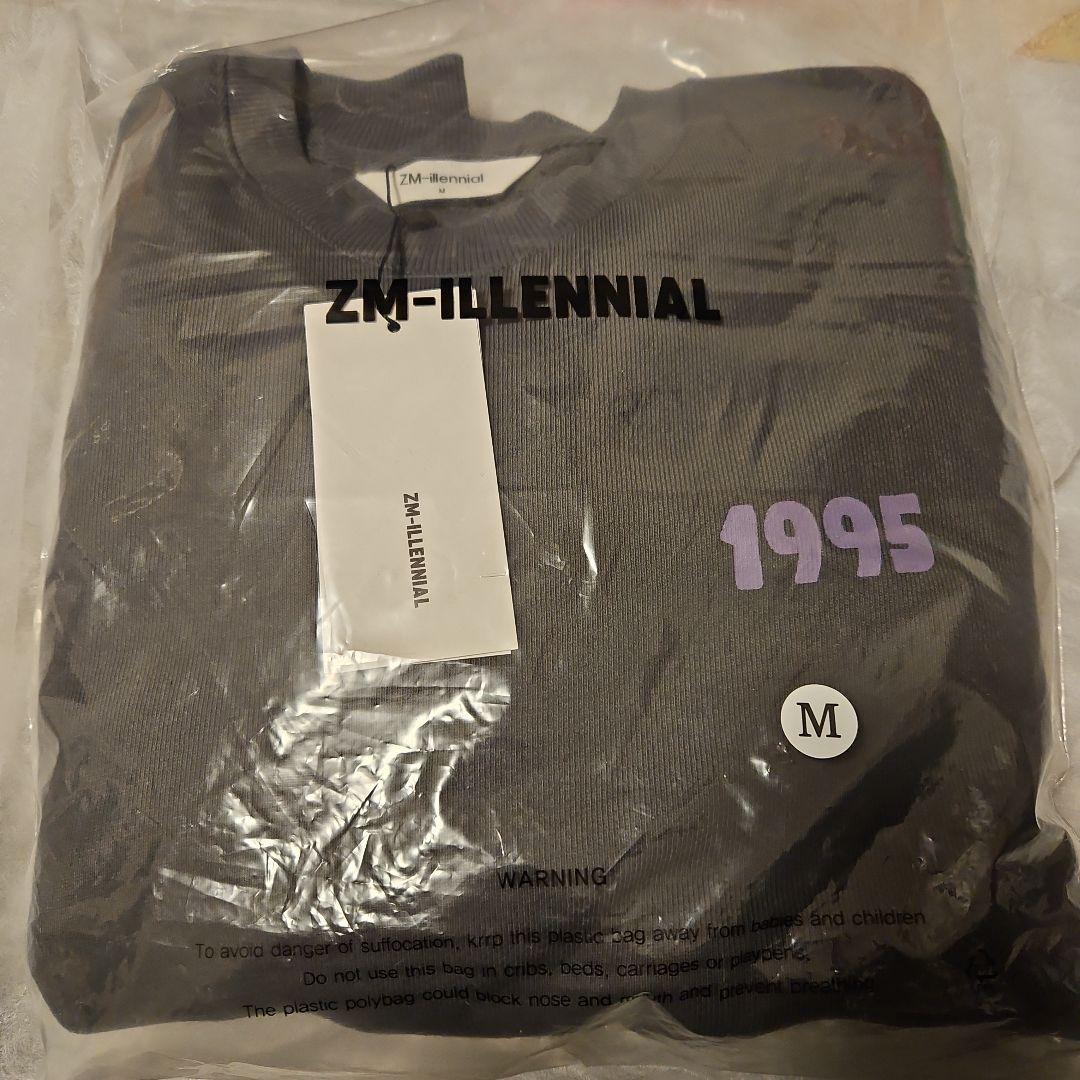 ZM-illennial
M
ZM-ILLENNIAL
ZM-ILLENNIAL
1995
M
WARNING
To avoid danger of suffocation, krrp this plastic bag away from babies and children
Do not use this bag in cribs, beds, carriages or playpens.
The plastic polybag could block nose and mouth and prevent breathing